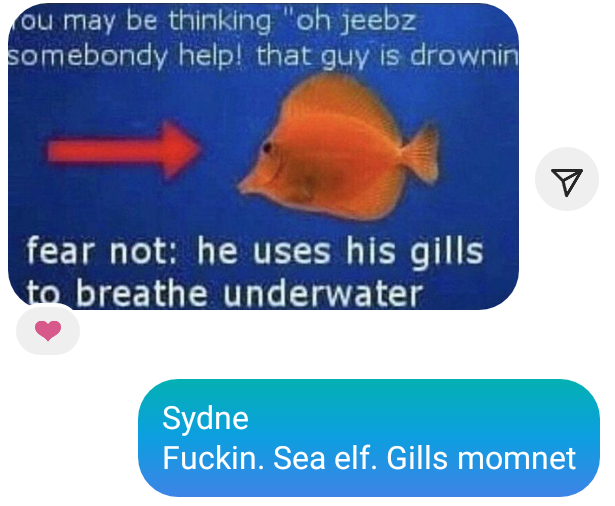 ou may be thinking "oh jeebz
somebondy help! that guy is drownin
fear not: he uses his gills
to breathe underwater
Sydne
Fuckin. Sea elf. Gills momnet